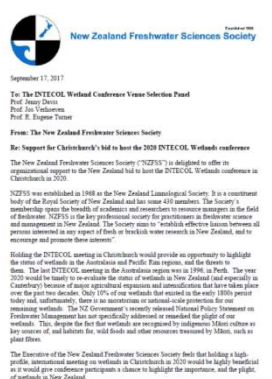 Established 1968
New Zealand Freshwater Sciences Society
September 17, 2017
To: The INTECOL Wetland Conference Venue Selection Panel
Prof. Jenny Davis
Prof. Jos Verhoeven
Prof. R. Eugene Turner
From: The New Zealand Freshwater Sciences Society
Re: Support for Christchurch's bid to host the 2020 INTECOL Wetlands conference
The New Zealand Freshwater Sciences Society ("NZFSS") is delighted to offer its
organizational support to the New Zealand bid to host the INTECOL Wetlands conference in
Christchurch in 2020.
NZFSS was established in 1968 as the New Zealand Limnological Society. It is a constituent
body of the Royal Society of New Zealand and has some 430 members. The Society's
membership spans the breadth of academics and researchers to resource managers in the field
of freshwater. NZFSS is the key professional society for practitioners in freshwater science
and management in New Zealand. The Society aims to "establish effective liaison between all
persons interested in any aspect of fresh or brackish water research in New Zealand, and to
encourage and promote these interests".
Holding the INTECOL meeting in Christchurch would provide an opportunity to highlight
the status of wetlands in the Australasia and Pacific Rim regions, and the threats to
them. The last INTECOL meeting in the Australasia region was in 1996, in Perth. The year
2020 would be timely to re-evaluate the status of wetlands in New Zealand (and especially in
Canterbury) because of major agricultural expansion and intensification that have taken place
over the past two decades. Only 10% of our wetlands that existed in the early 1800s persist
today and, unfortunately, there is no moratorium or national-scale protection for our
remaining wetlands. The NZ Government's recently released National Policy Statement on
Freshwater Management has not specifically addressed or remedied the plight of our
wetlands. This, despite the fact that wetlands are recognised by indigenous Māori culture as
key sources of, and habitats for, wild foods and other resources treasured by Māori, such as
plant fibres.
The Executive of the New Zealand Freshwater Sciences Society feels that holding a high-
profile, international meeting on wetlands in Christchurch in 2020 would be highly beneficial
as it would give conference participants a chance to highlight the importance, and the plight,
of wetlands in New Zealand.